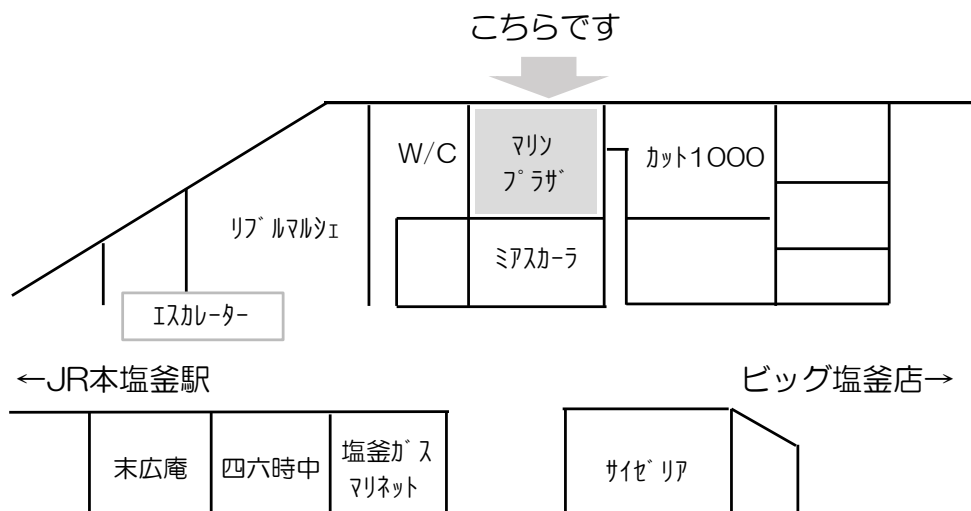 こちらです
W/C
マリン
プラザ
カット1000
リブルマルシェ
ミアスカーラ
エスカレーター
←JR本塩釜駅
ビッグ塩釜店→
末広庵
四六時中
塩釜ガス
マリネット
サイゼリア